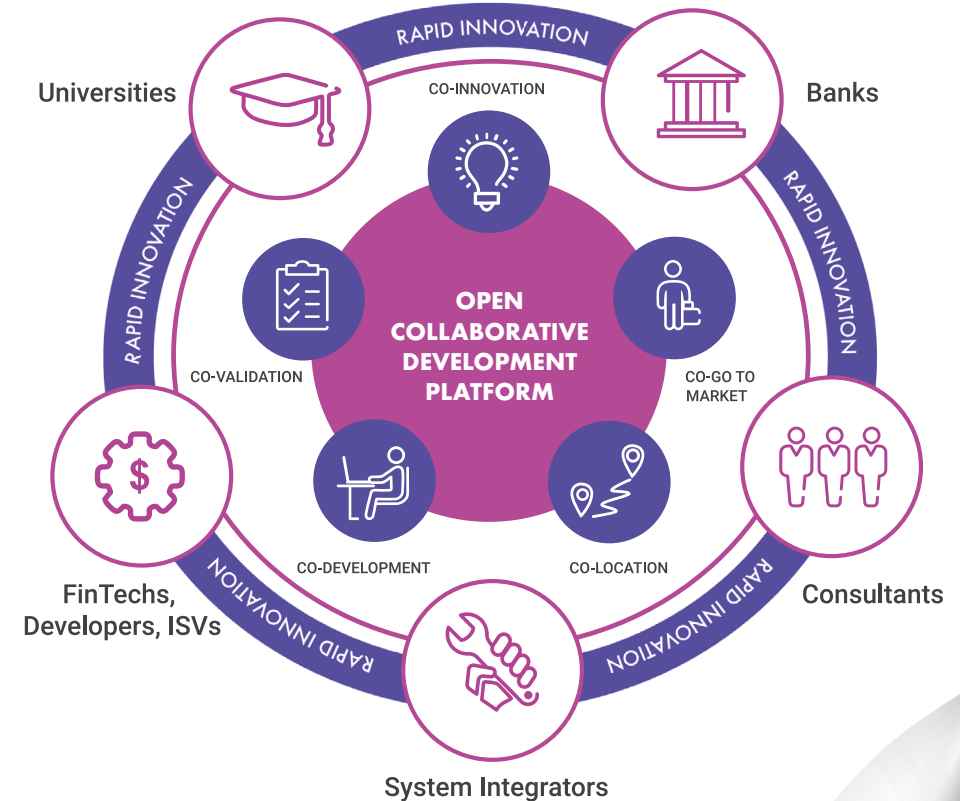 RAPID INNOVATION
Universities
Banks
CO-INNOVATION
RAPID INNOVATION
RAPID INNOVATION
OPEN
COLLABORATIVE
DEVELOPMENT
PLATFORM
CO-VALIDATION
CO-GO TO
MARKET
$
CO-DEVELOPMENT
CO-LOCATION
FinTechs,
Developers, ISVs
Consultants
RAPID INNOVATION
RAPID INNOVATION
System Integrators